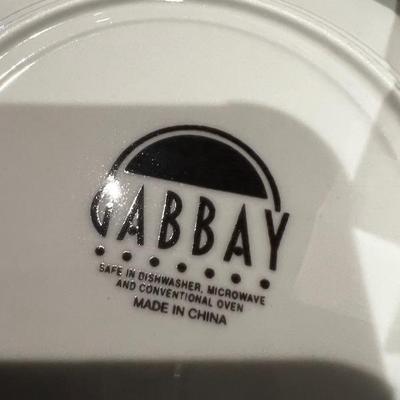 GABBAY
SAFE IN DISHWASHER, MICROWAVE
AND CONVENTIONAL OVEN
MADE IN CHINA